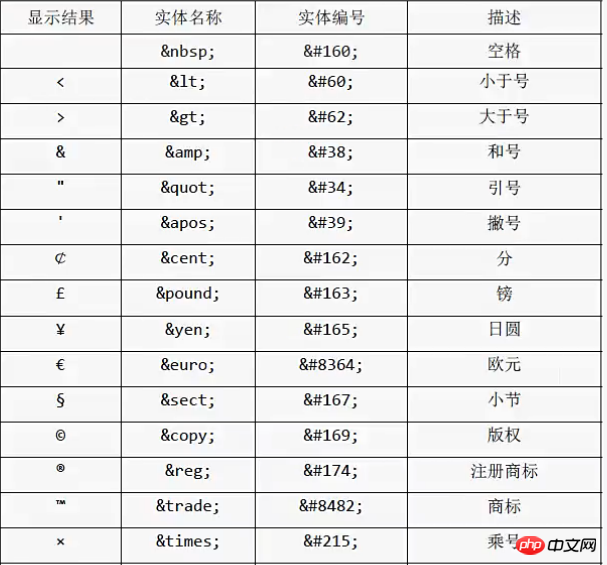 显示结果 实体名称 实体编号 描述
&nbsp; &#160; 空格
< &lt; &#60; 小于号
> &gt; &#62; 大于号
& &amp; &#38; 和号
" &quot; &#34; 引号
' &apos; &#39; 撇号
¢ &cent; &#162; 分
£ &pound; &#163; 镑
¥ &yen; &#165; 日圆
€ &euro; &#8364; 欧元
§ &sect; &#167; 小节
© &copy; &#169; 版权
® &reg; &#174; 注册商标
™ &trade; &#8482; 商标
× &times; &#215; 乘号
php 中文网